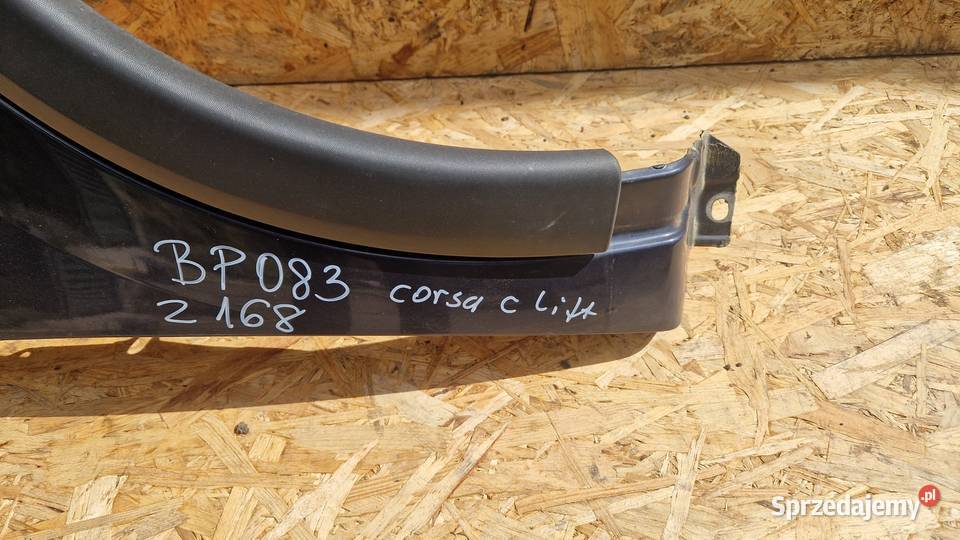 BP083 corsa c Lift
Z168
Sprzedajemy.pl